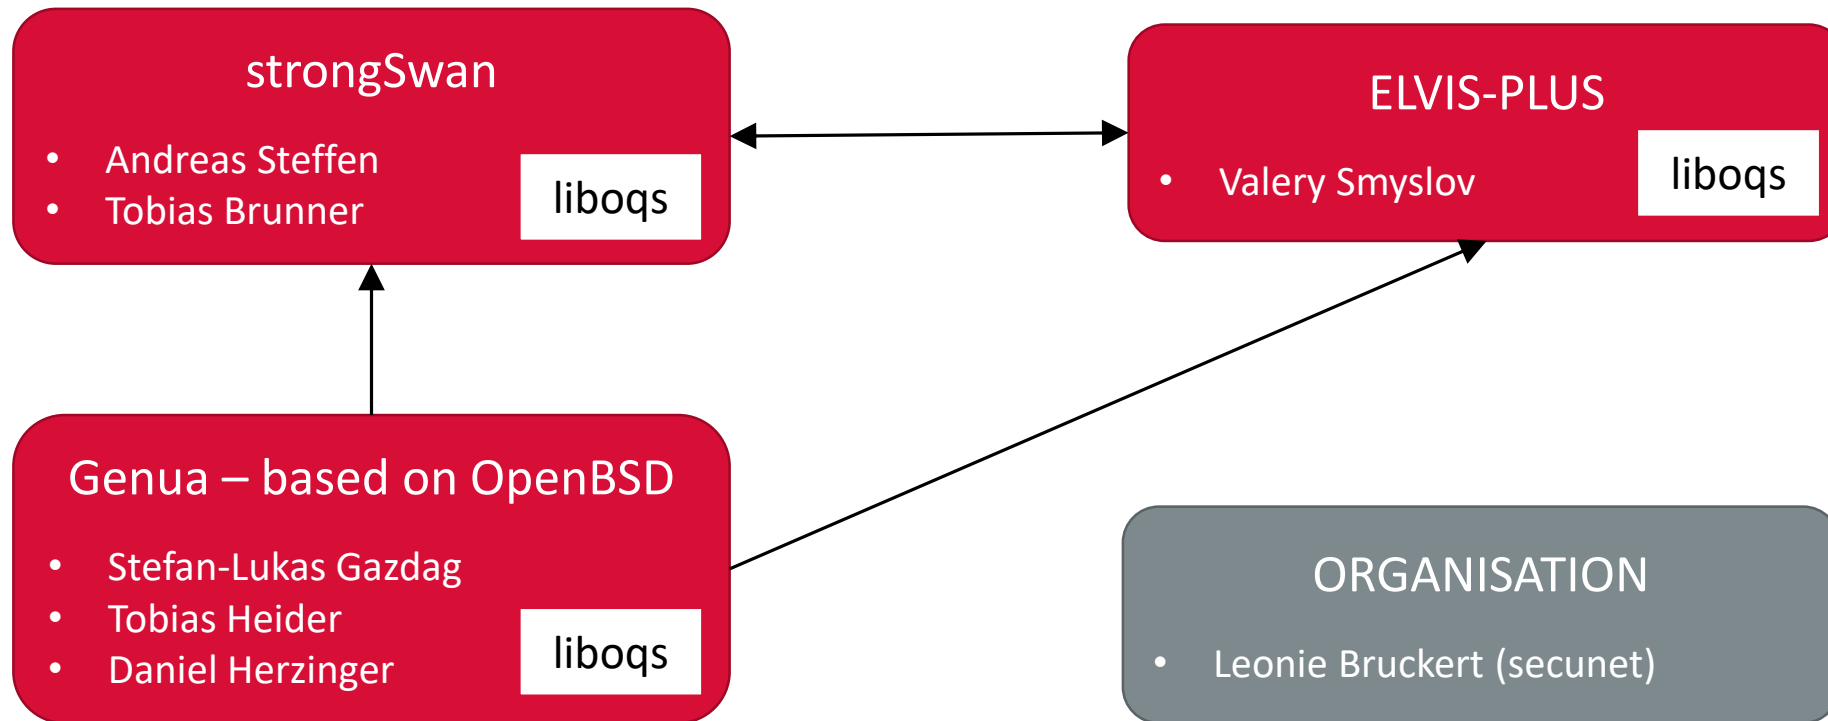 strongSwan
• Andreas Steffen
• Tobias Brunner
liboqs
ELVIS-PLUS
• Valery Smyslov
liboqs
Genua – based on OpenBSD
• Stefan-Lukas Gazdag
• Tobias Heider
• Daniel Herzinger
liboqs
ORGANISATION
• Leonie Bruckert (secunet)